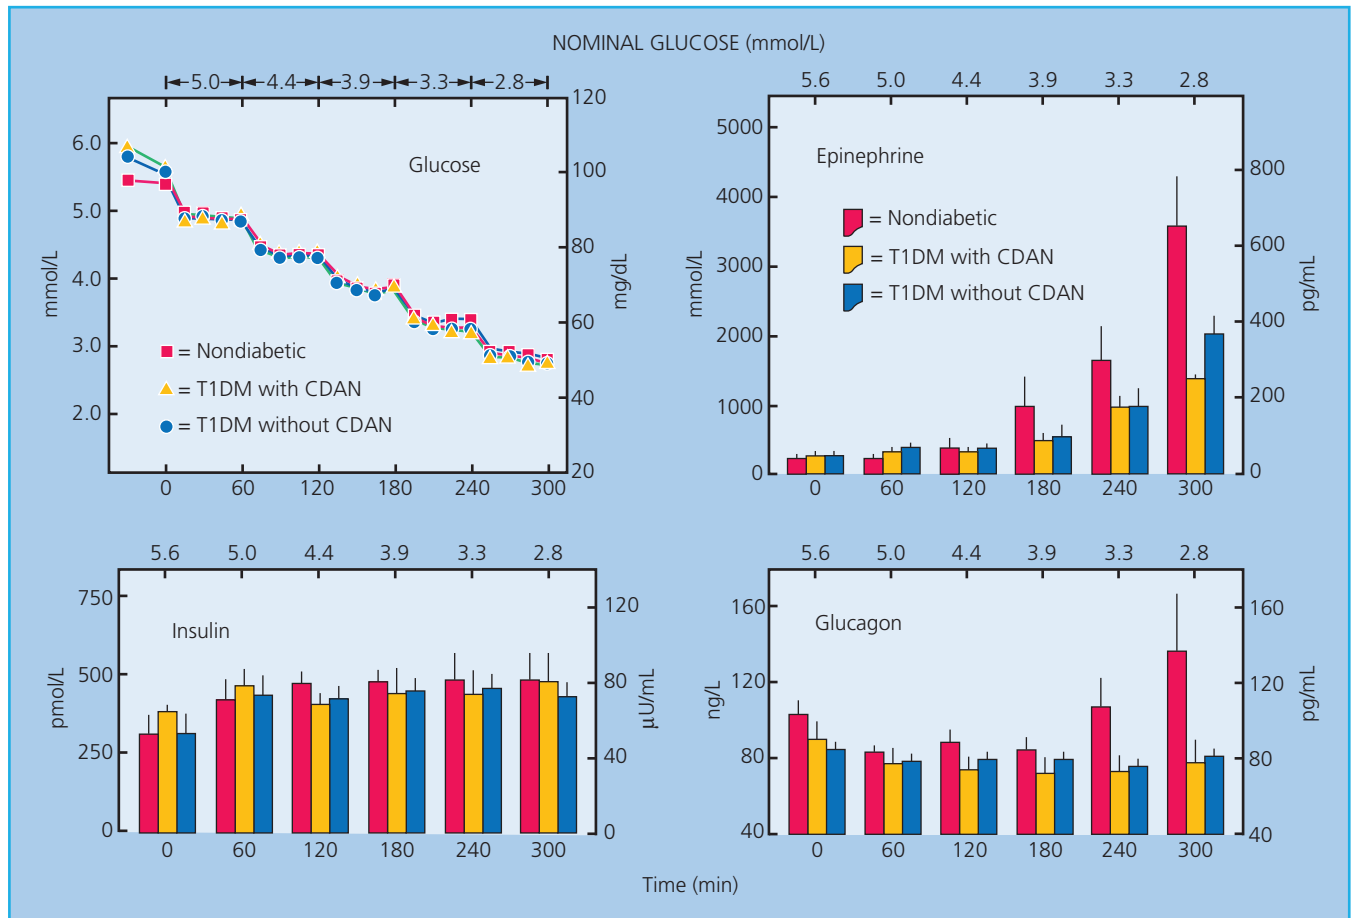 NOMINAL GLUCOSE (mmol/L)
5.0 4.4 3.9 3.3 2.8
120
100
80
60
40
20
mg/dL
6.0
5.0
4.0
3.0
2.0
mmol/L
Glucose
= Nondiabetic
= T1DM with CDAN
= T1DM without CDAN
0 60 120 180 240 300
5.6 5.0 4.4 3.9 3.3 2.8
5000
4000
3000
2000
1000
0
mmol/L
Epinephrine
= Nondiabetic
= T1DM with CDAN
= T1DM without CDAN
800
600
400
200
0
pg/mL
0 60 120 180 240 300
5.6 5.0 4.4 3.9 3.3 2.8
750
500
250
0
pmol/L
Insulin
120
80
40
0
μU/mL
0 60 120 180 240 300
5.6 5.0 4.4 3.9 3.3 2.8
160
120
80
40
ng/L
Glucagon
160
120
80
40
pg/mL
0 60 120 180 240 300
Time (min)